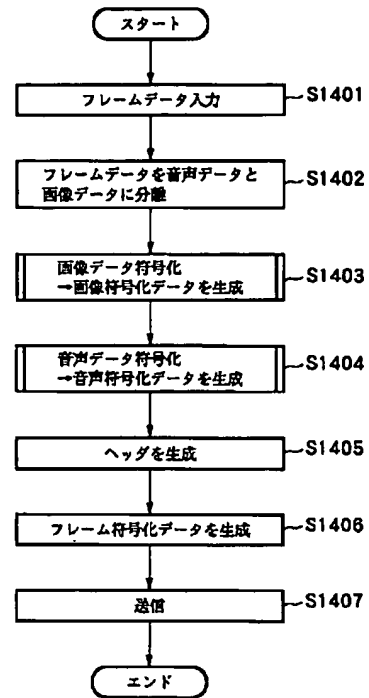 スタート
フレームデータ入力
S1401
フレームデータを音声データと
画像データに分離
S1402
画像データ符号化
→画像符号化データを生成
S1403
音声データ符号化
→音声符号化データを生成
S1404
ヘッダを生成
S1405
フレーム符号化データを生成
S1406
送信
S1407
エンド